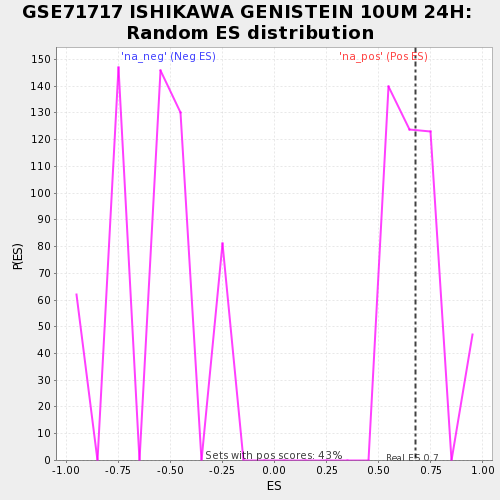 GSE71717 ISHIKAWA GENISTEIN 10UM 24H:
Random ES distribution
'na_neg' (Neg ES)
'na_pos' (Pos ES)
P(ES)
150
140
130
120
110
100
90
80
70
60
50
40
30
20
10
0
Sets with pos scores: 43%
Real ES 0,7
-1.00 -0.75 -0.50 -0.25 0.00 0.25 0.50 0.75 1.00
ES